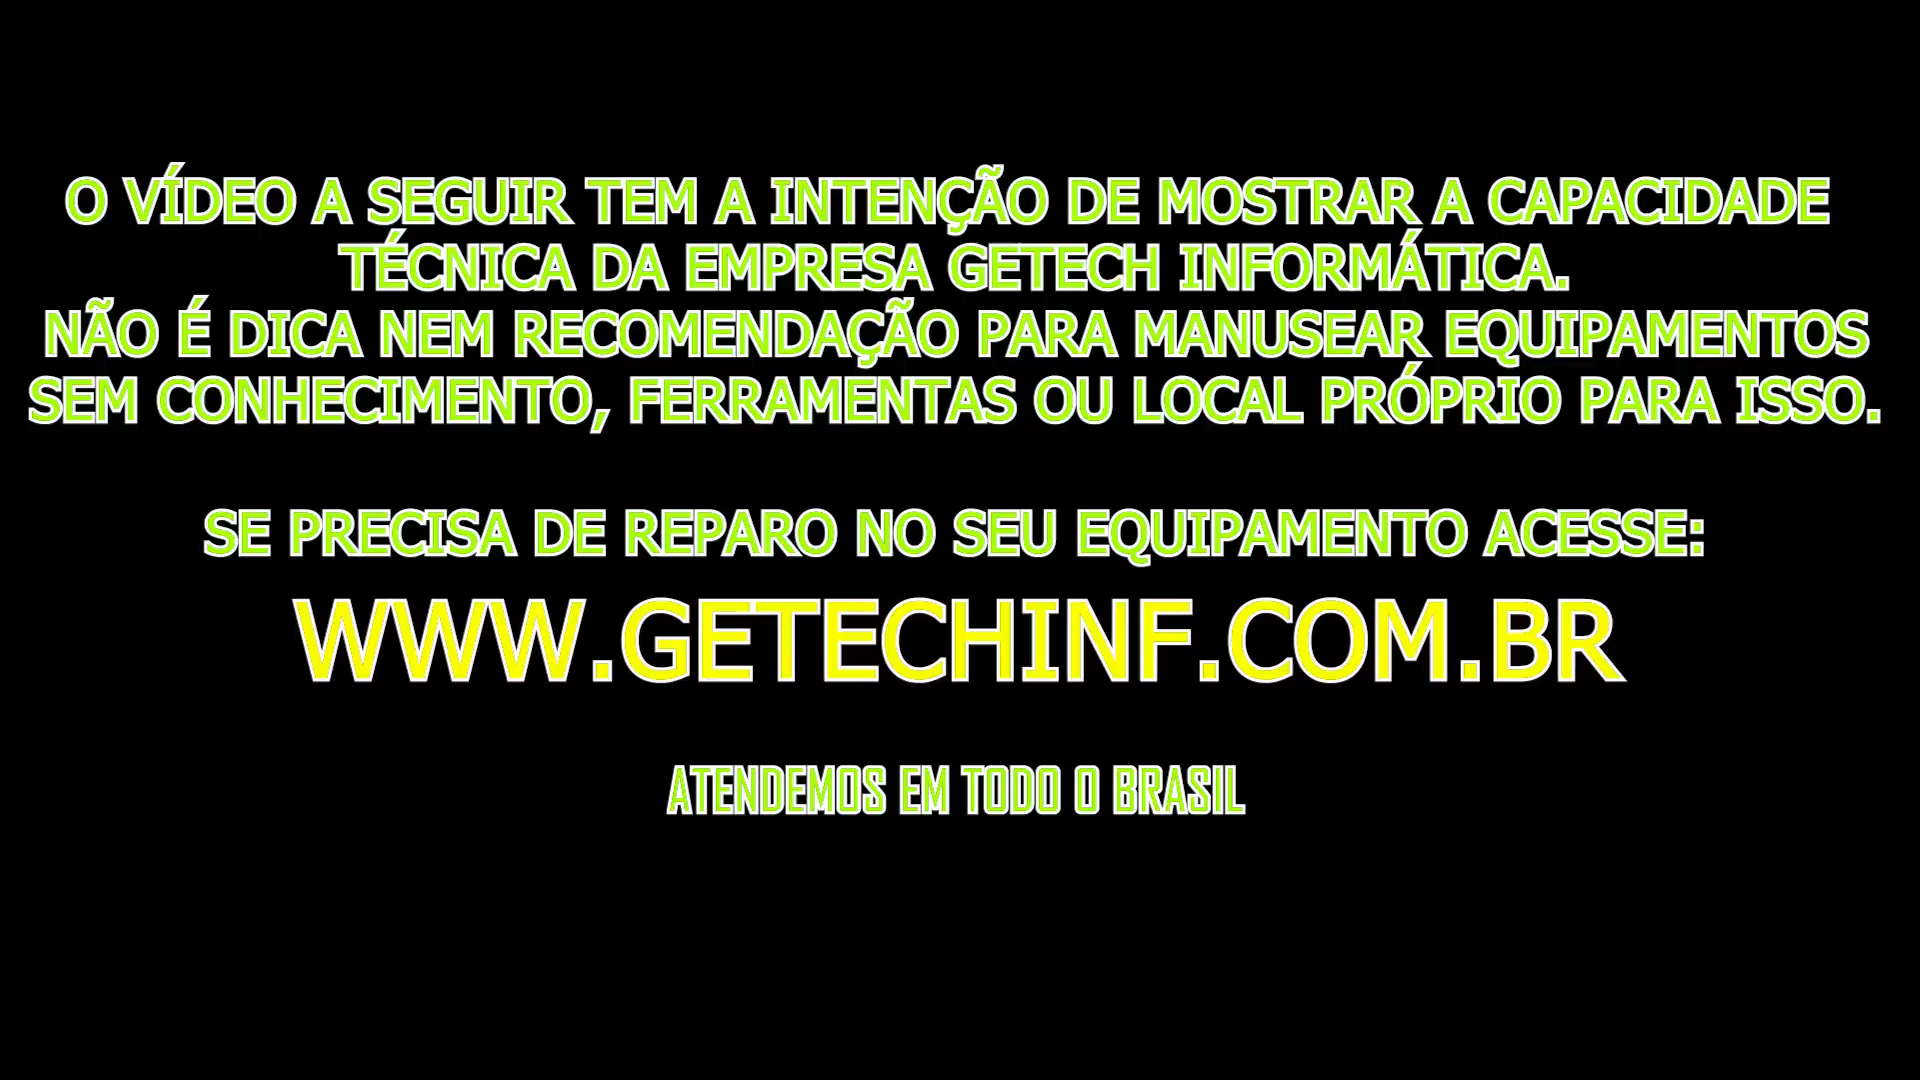 O VÍDEO A SEGUIR TEM A INTENÇÃO DE MOSTRAR A CAPACIDADE
TÉCNICA DA EMPRESA GETECH INFORMÁTICA.
NÃO É DICA NEM RECOMENDAÇÃO PARA MANUSEAR EQUIPAMENTOS
SEM CONHECIMENTO, FERRAMENTAS OU LOCAL PRÓPRIO PARA ISSO.
SE PRECISA DE REPARO NO SEU EQUIPAMENTO ACESSE:
WWW.GETECHINF.COM.BR
ATENDEMOS EM TODO O BRASIL